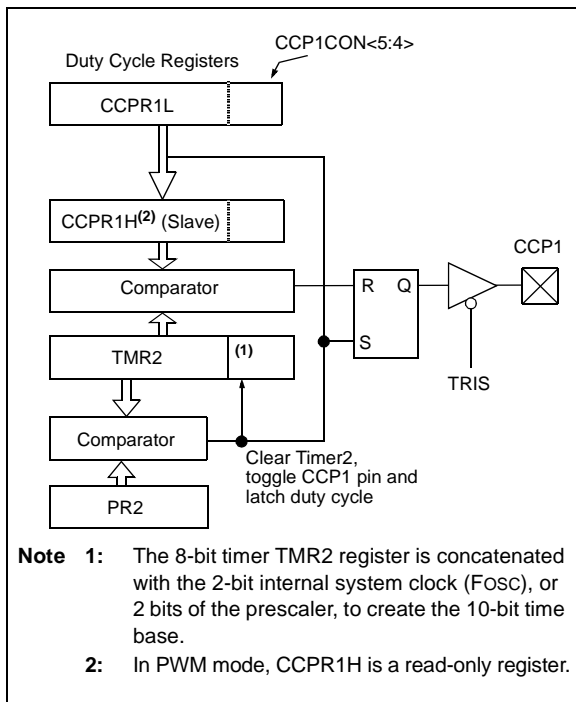 CCP1CON<5:4>
Duty Cycle Registers
CCPR1L
CCPR1H(2) (Slave)
CCP1
Comparator
R Q
TMR2
(1)
S
TRIS
Comparator
Clear Timer2,
toggle CCP1 pin and
latch duty cycle
PR2
Note 1: The 8-bit timer TMR2 register is concatenated
with the 2-bit internal system clock (FOSC), or
2 bits of the prescaler, to create the 10-bit time
base.
2: In PWM mode, CCPR1H is a read-only register.